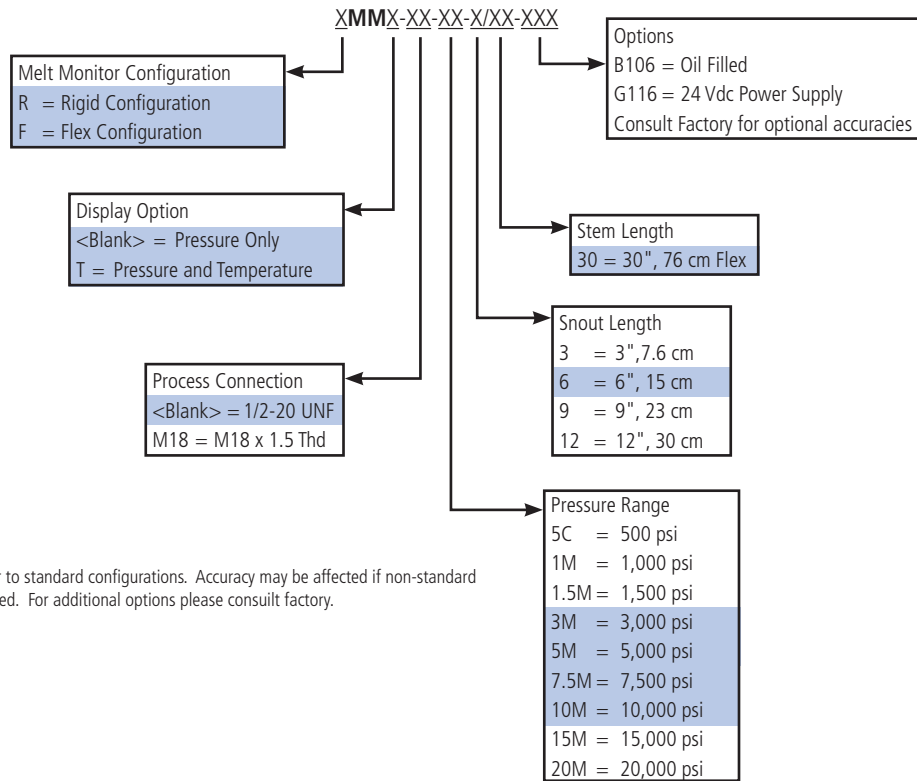 XMMX-XX-XX-X/XX-XXX
Options
B106 = Oil Filled
G116 = 24 Vdc Power Supply
Consult Factory for optional accuracies
Melt Monitor Configuration
R = Rigid Configuration
F = Flex Configuration
Display Option
<Blank> = Pressure Only
T = Pressure and Temperature
Stem Length
30 = 30", 76 cm Flex
Snout Length
3 = 3",7.6 cm
6 = 6", 15 cm
9 = 9", 23 cm
12 = 12", 30 cm
Process Connection
<Blank> = 1/2-20 UNF
M18 = M18 x 1.5 Thd
Pressure Range
5C = 500 psi
1M = 1,000 psi
1.5M = 1,500 psi
3M = 3,000 psi
5M = 5,000 psi
7.5M = 7,500 psi
10M = 10,000 psi
15M = 15,000 psi
20M = 20,000 psi
to standard configurations. Accuracy may be affected if non-standard
ed. For additional options please consuilt factory.